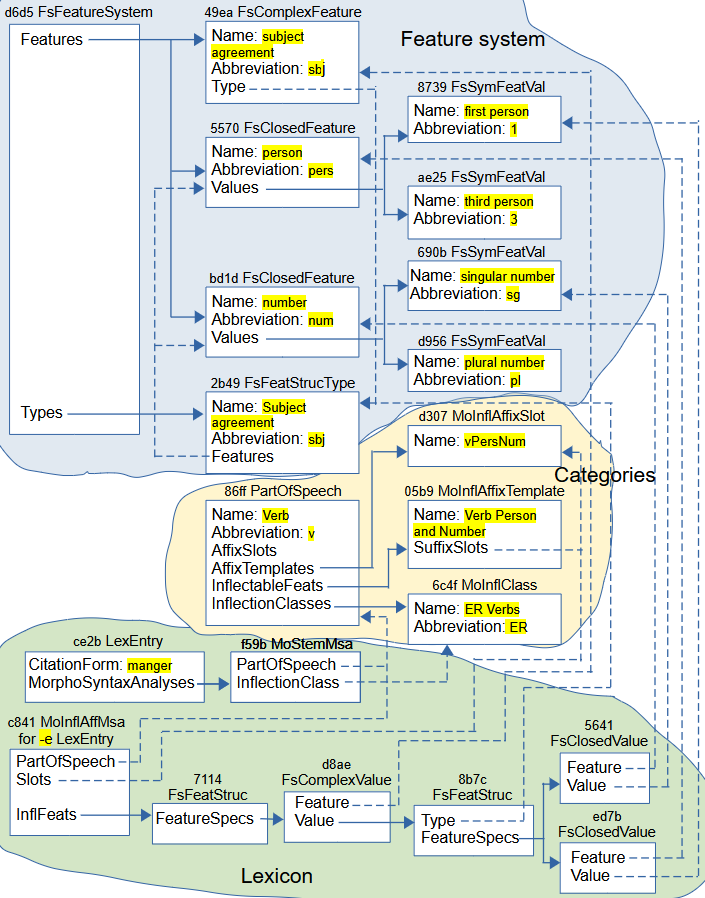 d6d5 FsFeatureSystem
Features
Types
49ea FsComplexFeature
Name: subject
agreement
Abbreviation: sbj
Type
Feature system
5570 FsClosedFeature
Name: person
Abbreviation: pers
Values
8739 FsSymFeatVal
Name: first person
Abbreviation: 1
ae25 FsSymFeatVal
Name: third person
Abbreviation: 3
bd1d FsClosedFeature
Name: number
Abbreviation: num
Values
690b FsSymFeatVal
Name: singular number
Abbreviation: sg
d956 FsSymFeatVal
Name: plural number
Abbreviation: pl
2b49 FsFeatStrucType
Name: Subject
agreement
Abbreviation: sbj
Features
d307 MoInflAffixSlot
Name: vPersNum
Categories
86ff PartOfSpeech
Name: Verb
Abbreviation: v
AffixSlots
AffixTemplates
InflectableFeats
InflectionClasses
05b9 MoInflAffixTemplate
Name: Verb Person
and Number
SuffixSlots
6c4f MoInflClass
Name: ER Verbs
Abbreviation: ER
ce2b LexEntry
CitationForm: manger
MorphoSyntaxAnalyses
f59b MoStemMsa
PartOfSpeech
InflectionClass
c841 MoInflAffMsa
for -e LexEntry
PartOfSpeech
Slots
InflFeats
7114
FsFeatStruc
FeatureSpecs
d8ae
FsComplexValue
Feature
Value
8b7c
FsFeatStruc
Type
FeatureSpecs
5641
FsClosedValue
Feature
Value
ed7b
FsClosedValue
Feature
Value
Lexicon